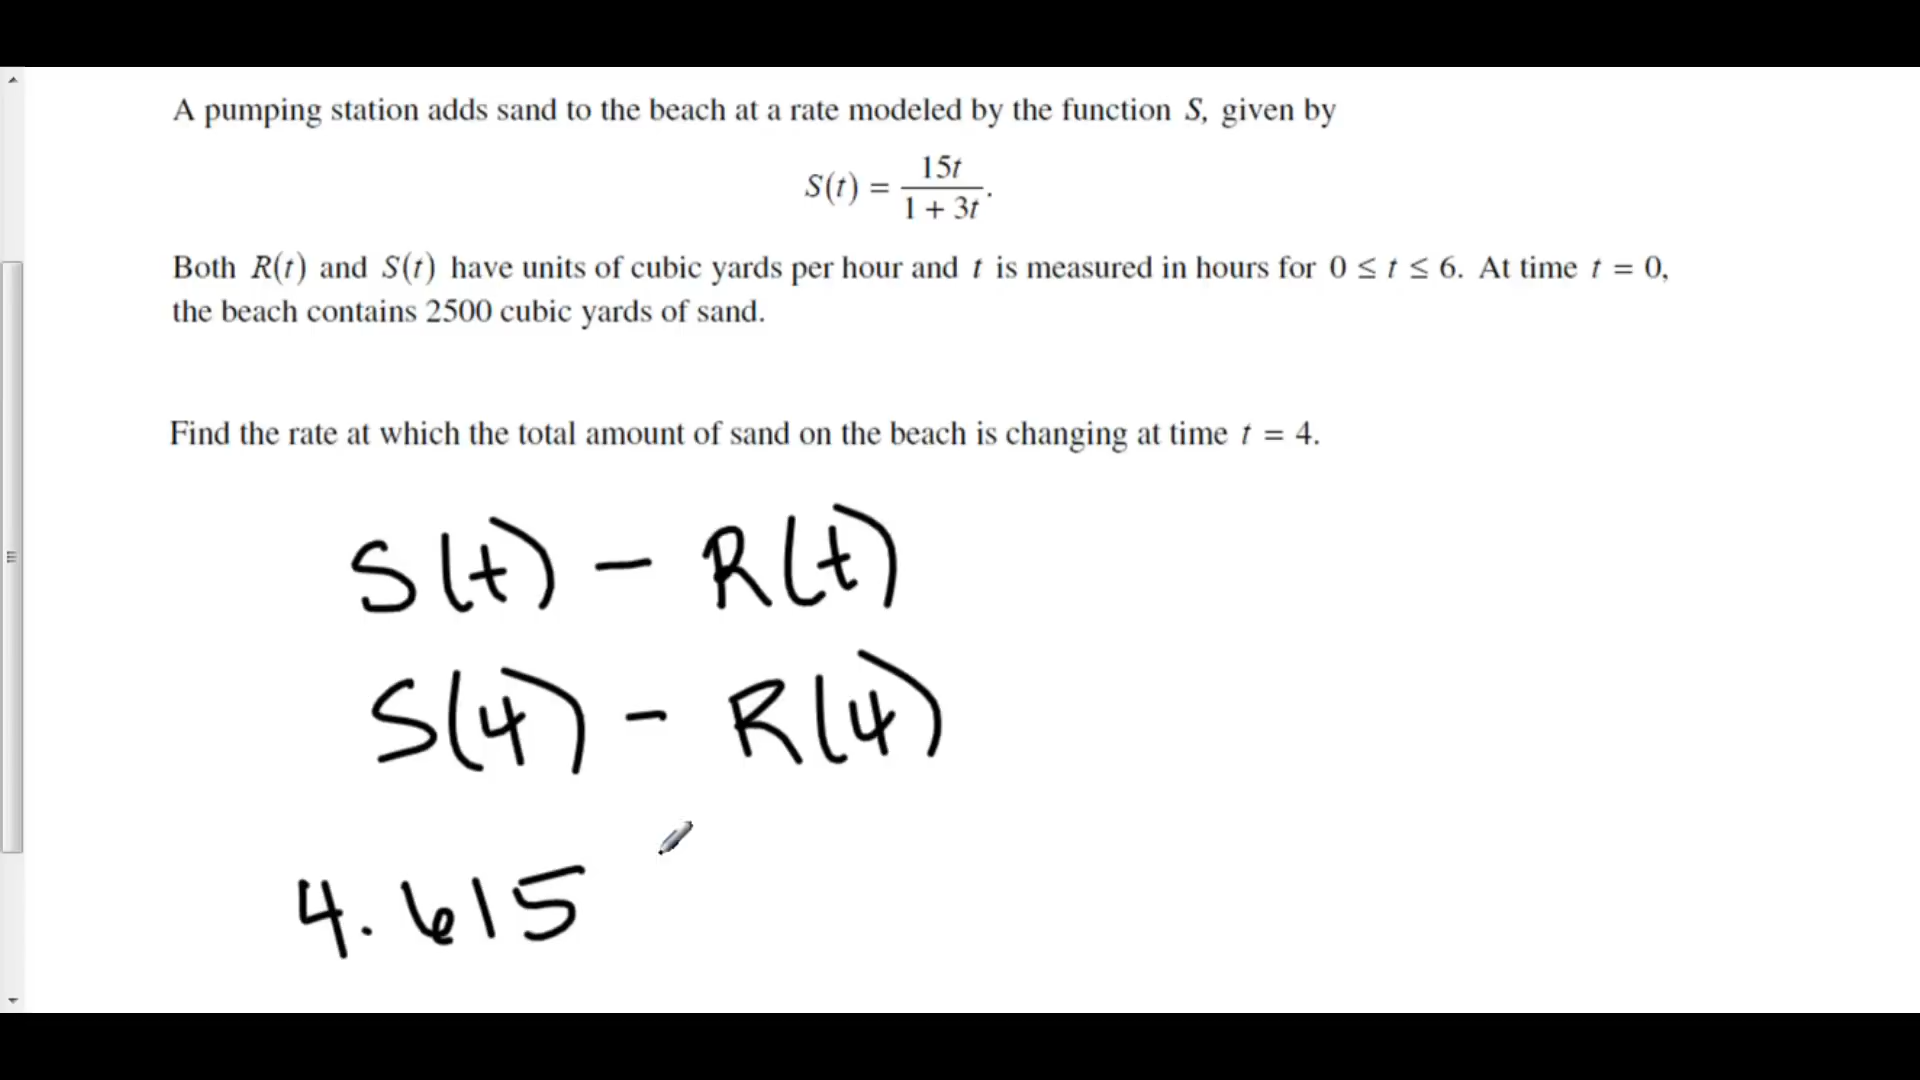 A pumping station adds sand to the beach at a rate modeled by the function S, given by
S(t) = 15t / (1 + 3t).
Both R(t) and S(t) have units of cubic yards per hour and t is measured in hours for 0 ≤ t ≤ 6. At time t = 0,
the beach contains 2500 cubic yards of sand.
Find the rate at which the total amount of sand on the beach is changing at time t = 4.
S(t) – R(t)
S(4) – R(4)
4.615